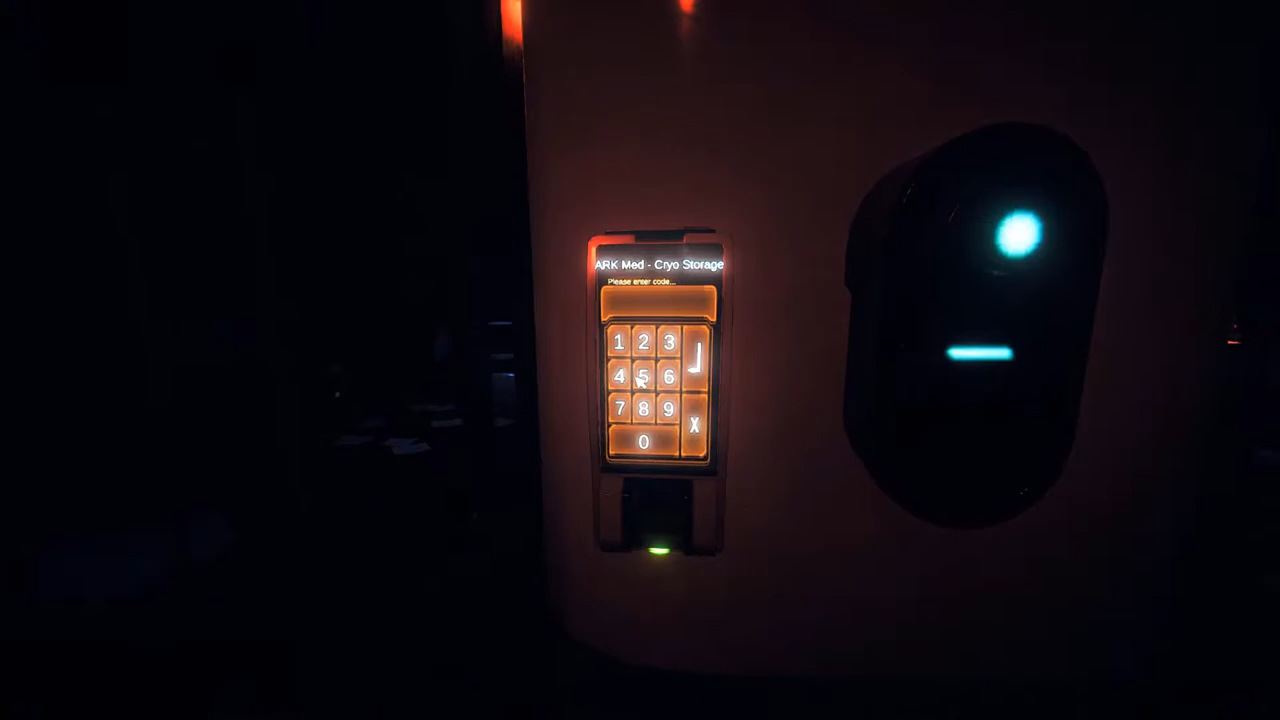 ARK Med - Cryo Storage
Please enter code...
1 2 3
4 5 6
7 8 9 X
0